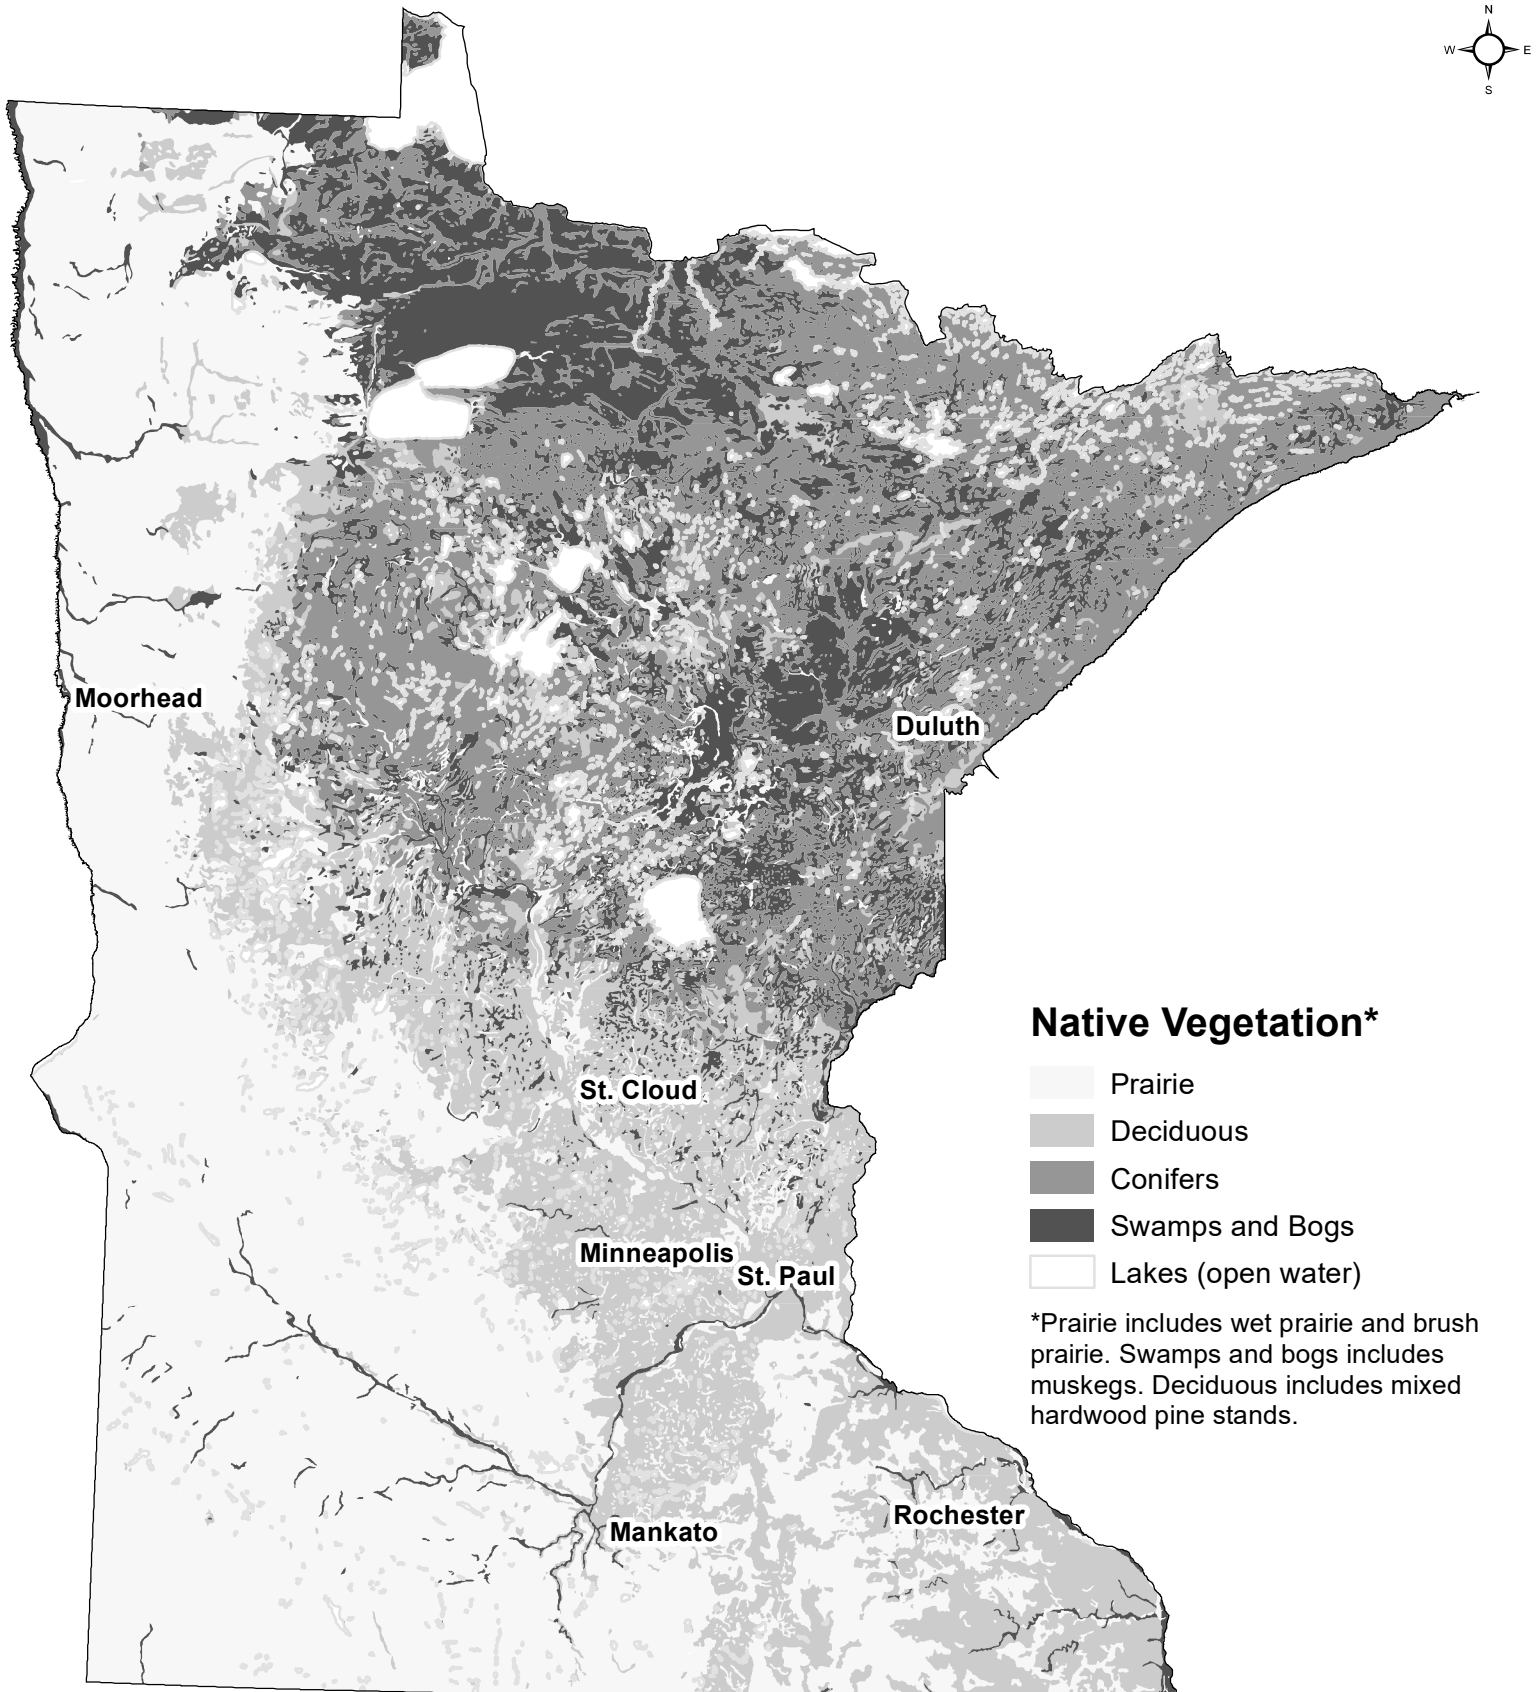 N
W E
S
Moorhead
Duluth
St. Cloud
Minneapolis
St. Paul
Rochester
Mankato
Native Vegetation*
Prairie
Deciduous
Conifers
Swamps and Bogs
Lakes (open water)
*Prairie includes wet prairie and brush
prairie. Swamps and bogs includes
muskegs. Deciduous includes mixed
hardwood pine stands.